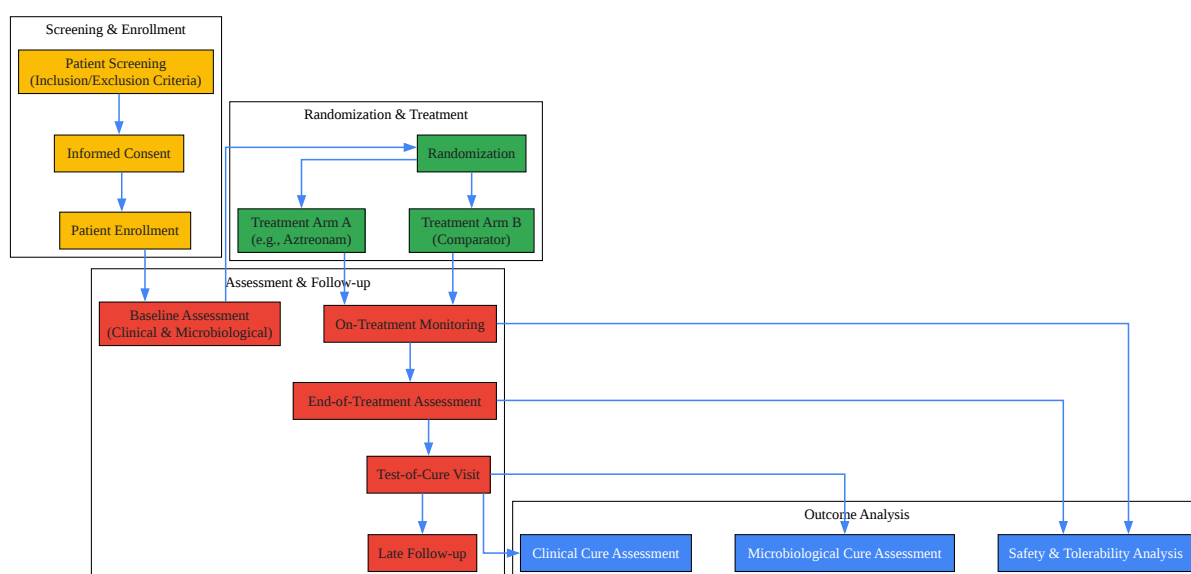 Screening & Enrollment
Patient Screening
(Inclusion/Exclusion Criteria)
Informed Consent
Patient Enrollment
Randomization & Treatment
Randomization
Treatment Arm A
(e.g., Aztreonam)
Treatment Arm B
(Comparator)
Assessment & Follow-up
Baseline Assessment
(Clinical & Microbiological)
On-Treatment Monitoring
End-of-Treatment Assessment
Test-of-Cure Visit
Late Follow-up
Outcome Analysis
Clinical Cure Assessment
Microbiological Cure Assessment
Safety & Tolerability Analysis